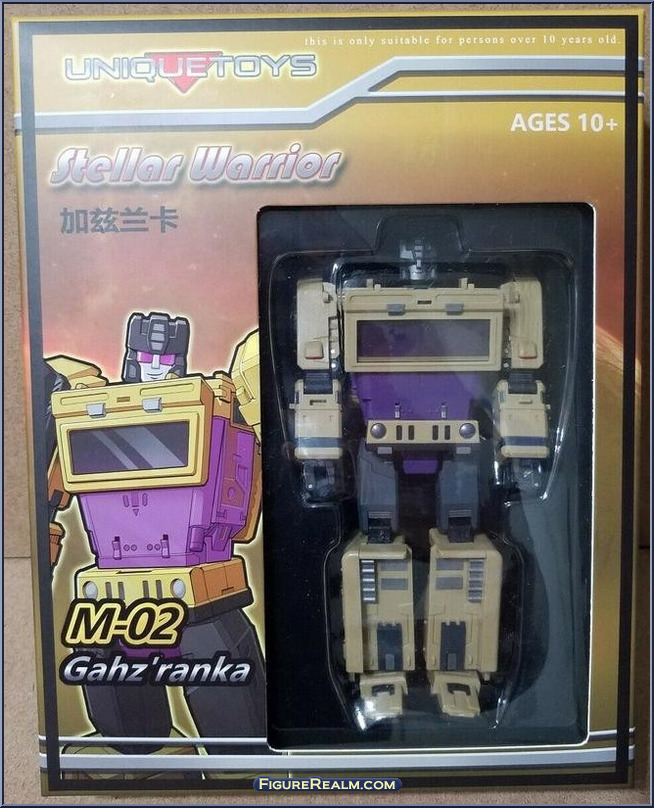 this is only suitable for persons over 10 years old.
UNIQUETOYS
AGES 10+
Stellar Warrior
加兹兰卡
M-02
Gahz'ranka
FIGUREREALM.COM